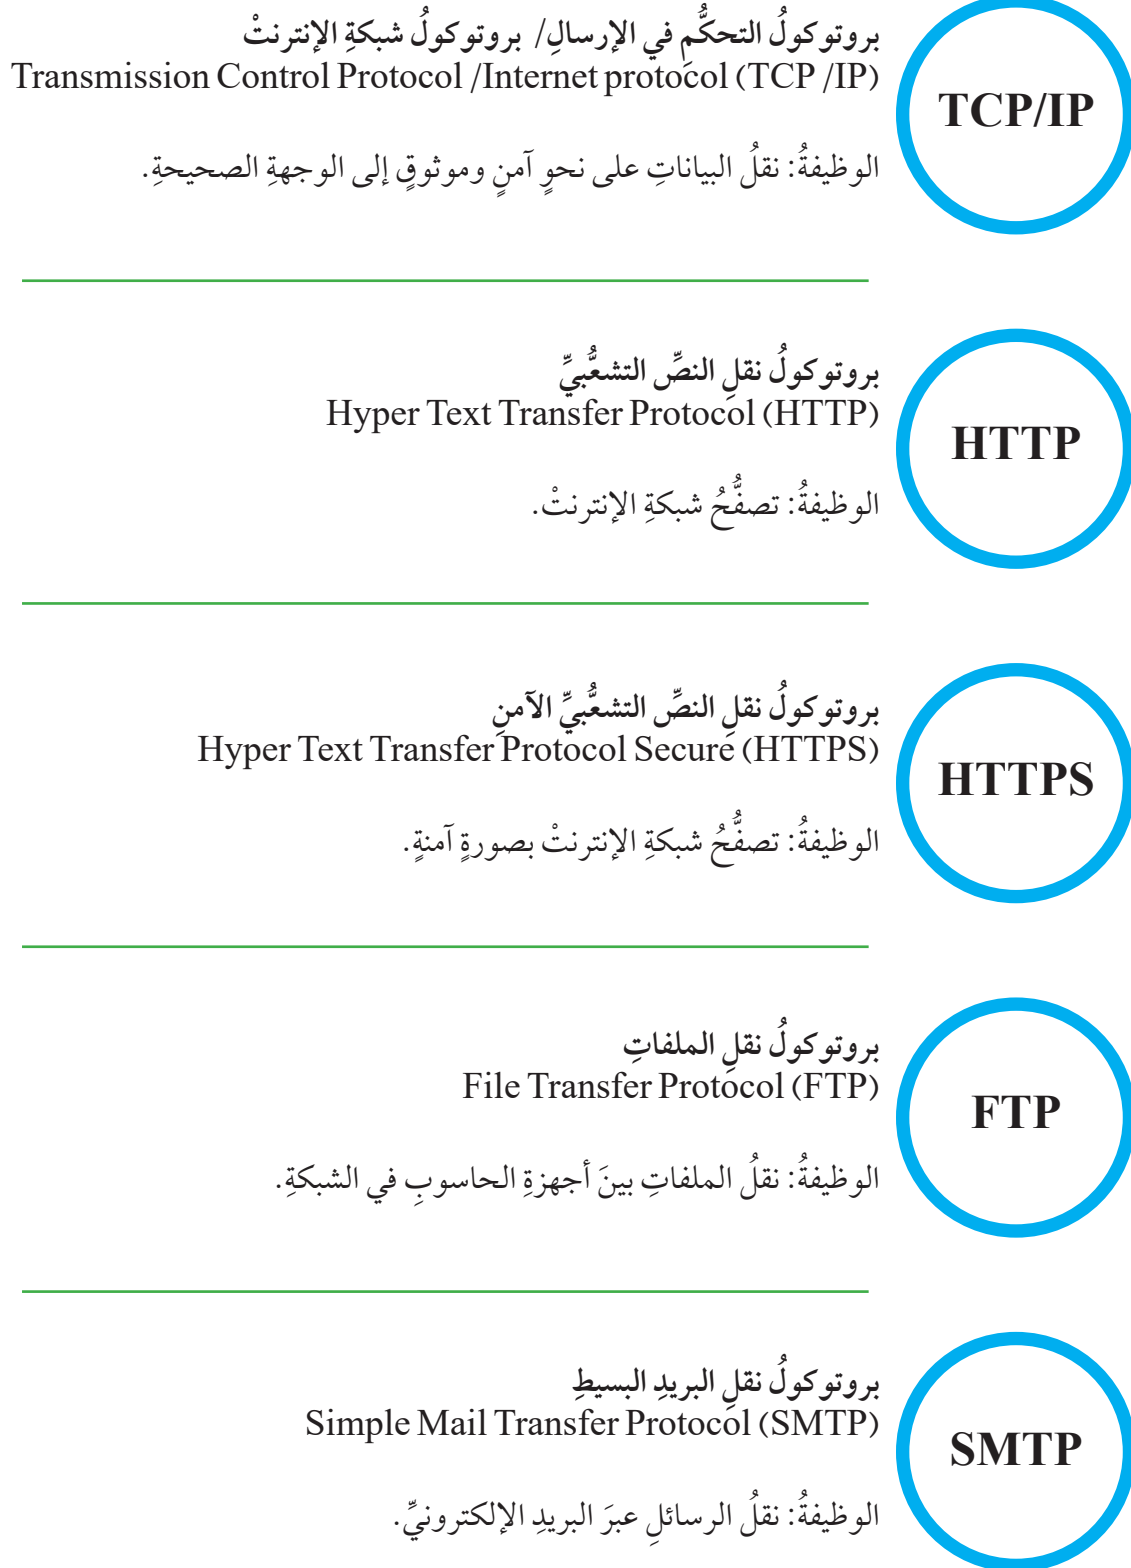 TCP/IP
بروتوكولُ التحكُّمِ في الإرسالِ/ بروتوكولُ شبكةِ الإنترنتْ
Transmission Control Protocol /Internet protocol (TCP /IP)
الوظيفةُ: نقلُ البياناتِ على نحوٍ آمنٍ وموثوقٍ إلى الوجهةِ الصحيحةِ.
HTTP
بروتوكولُ نقلِ النصِّ التشعُّبيِّ
Hyper Text Transfer Protocol (HTTP)
الوظيفةُ: تصفُّحُ شبكةِ الإنترنتْ.
HTTPS
بروتوكولُ نقلِ النصِّ التشعُّبيِّ الآمنِ
Hyper Text Transfer Protocol Secure (HTTPS)
الوظيفةُ: تصفُّحُ شبكةِ الإنترنتْ بصورةٍ آمنةٍ.
FTP
بروتوكولُ نقلِ الملفاتِ
File Transfer Protocol (FTP)
الوظيفةُ: نقلُ الملفاتِ بينَ أجهزةِ الحاسوبِ في الشبكةِ.
SMTP
بروتوكولُ نقلِ البريدِ البسيطِ
Simple Mail Transfer Protocol (SMTP)
الوظيفةُ: نقلُ الرسائلِ عبرَ البريدِ الإلكترونيِّ.